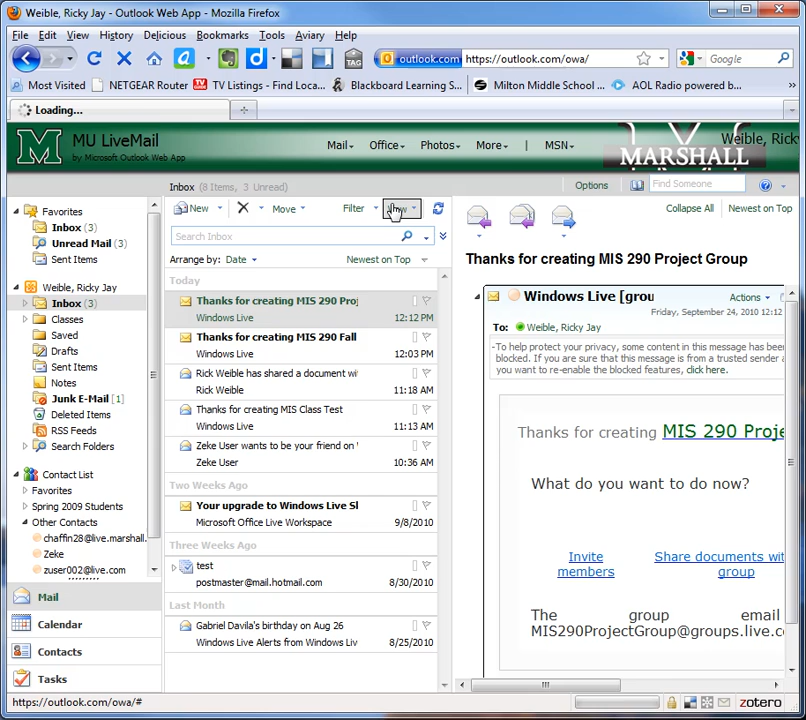 Weible, Ricky Jay - Outlook Web App - Mozilla Firefox
File Edit View History Delicious Bookmarks Tools Aviary Help
outlook.com https://outlook.com/owa/ Google
Most Visited NETGEAR Router TV Listings - Find Loca... Blackboard Learning S... Milton Middle School ... AOL Radio powered b...
Loading...
M MU LiveMail
by Microsoft Outlook Web App
Mail Office Photos More | MSN
MARSHALL
Weible, Rick
Inbox (8 Items, 3 Unread)
Options Find Someone
New Move Filter
Collapse All Newest on Top
Search Inbox
Arrange by: Date Newest on Top
Favorites
Inbox (3)
Unread Mail (3)
Sent Items
Weible, Ricky Jay
Inbox (3)
Classes
Saved
Drafts
Sent Items
Notes
Junk E-Mail [1]
Deleted Items
RSS Feeds
Search Folders
Contact List
Favorites
Spring 2009 Students
Other Contacts
chaffin28@live.marshall.
Zeke
zuser002@live.com
Mail
Calendar
Contacts
Tasks
Today
Thanks for creating MIS 290 Proj
Windows Live 12:12 PM
Thanks for creating MIS 290 Fall
Windows Live 12:03 PM
Rick Weible has shared a document wi
Rick Weible 11:18 AM
Thanks for creating MIS Class Test
Windows Live 11:13 AM
Zeke User wants to be your friend on
Zeke User 10:36 AM
Two Weeks Ago
Your upgrade to Windows Live Sk
Microsoft Office Live Workspace 9/8/2010
Three Weeks Ago
test
postmaster@mail.hotmail.com 8/30/2010
Last Month
Gabriel Davila's birthday on Aug 26
Windows Live Alerts from Windows Liv 8/25/2010
Thanks for creating MIS 290 Project Group
Windows Live [grou Actions
Friday, September 24, 2010 12:12
To: Weible, Ricky Jay
-To help protect your privacy, some content in this message has been
blocked. If you are sure that this message is from a trusted sender a
you want to re-enable the blocked features, click here.
Thanks for creating MIS 290 Proje
What do you want to do now?
Invite members
Share documents with group
The group email
MIS290ProjectGroup@groups.live.co
https://outlook.com/owa/#
zotero